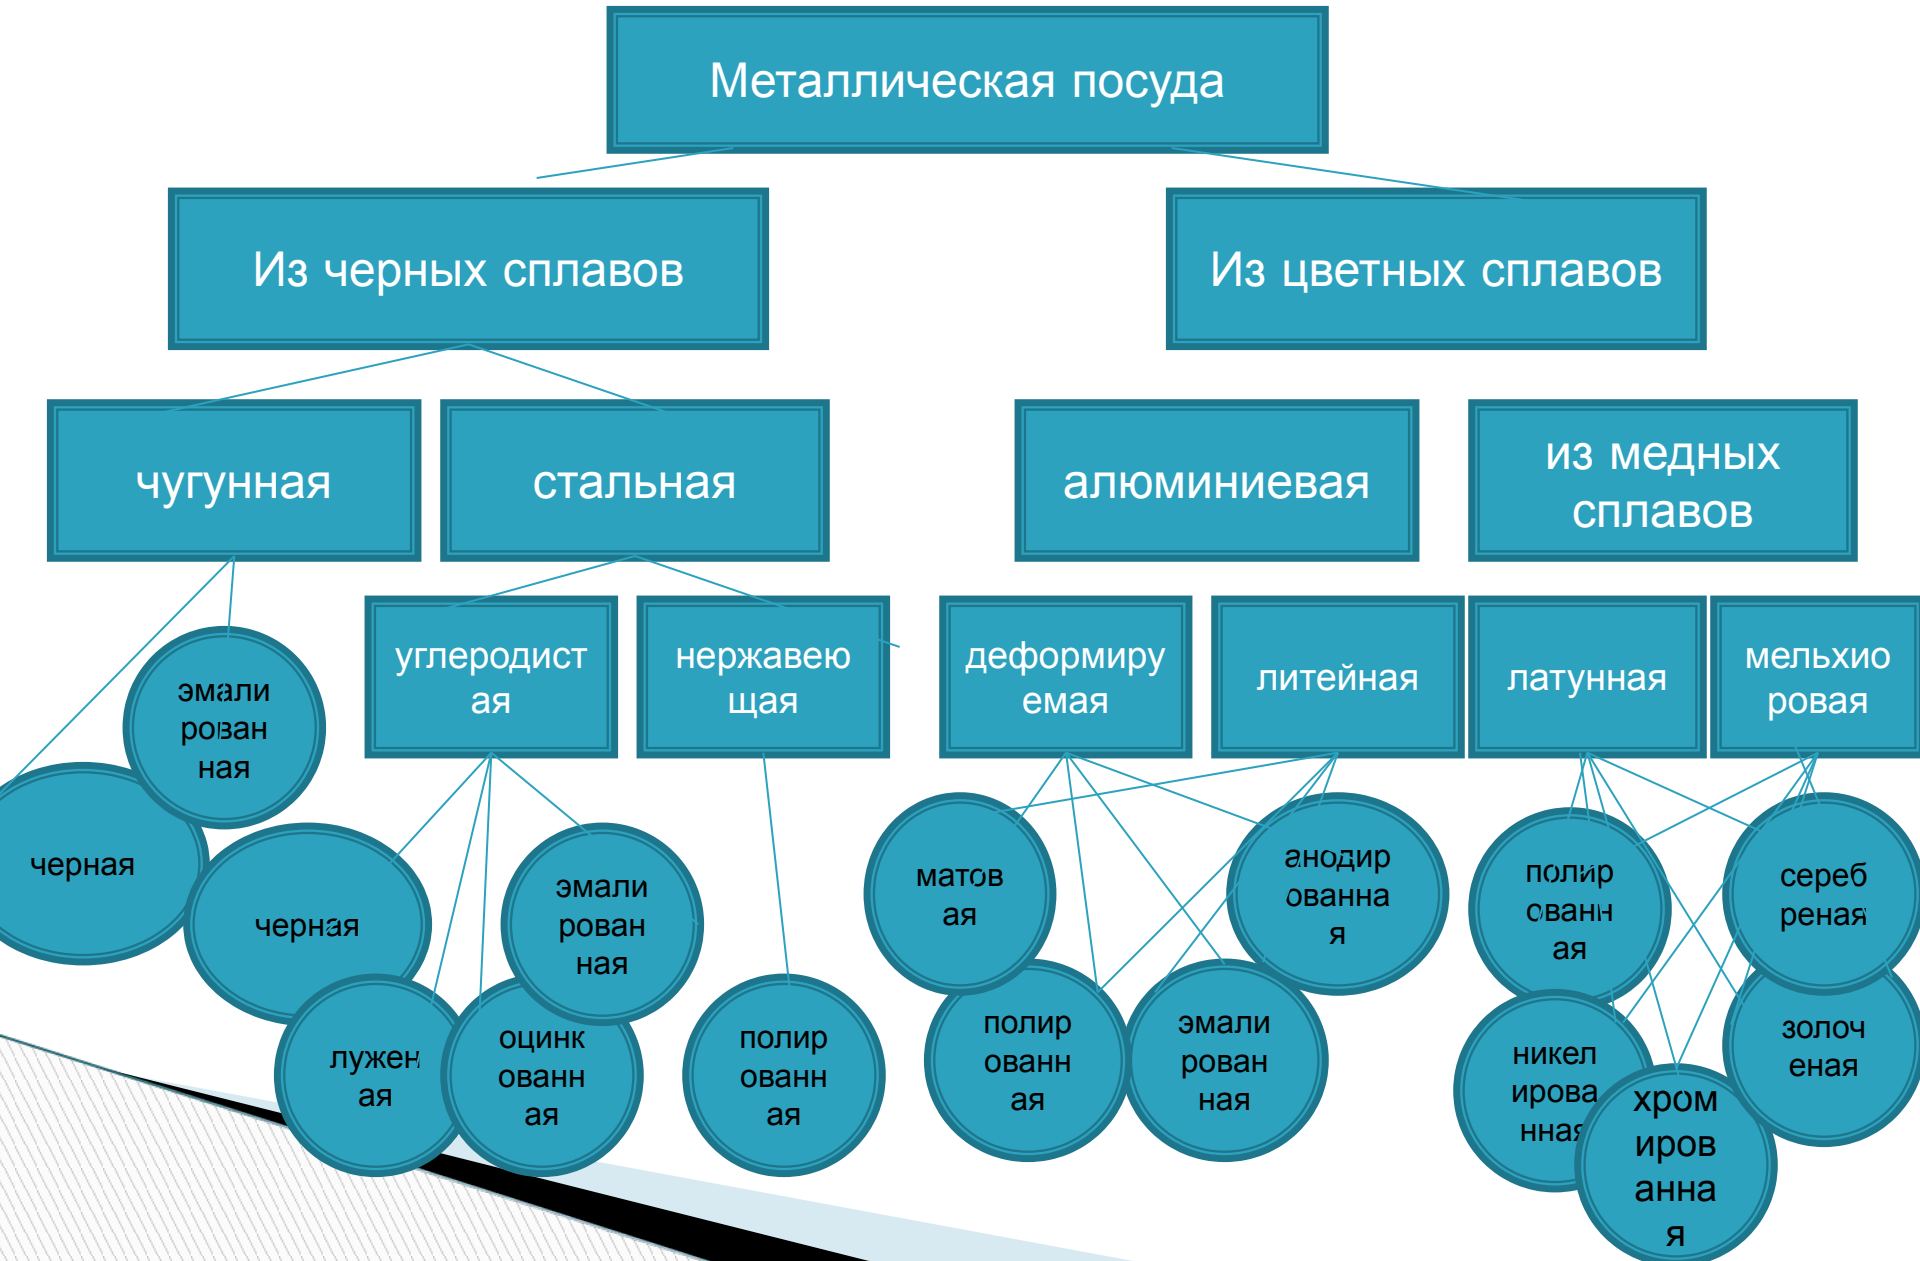 Металлическая посуда
Из черных сплавов
Из цветных сплавов
чугунная
стальная
алюминиевая
из медных
сплавов
углеродист
ая
нержавею
щая
деформиру
емая
литейная
латунная
мельхио
ровая
эмали
рован
ная
черная
черная
лужен
ая
оцинк
ованн
ая
эмали
рован
ная
полир
ованн
ая
матов
ая
полир
ованн
ая
эмали
рован
ная
анодир
ованна
я
полир
ованн
ая
никел
ирова
нная
хром
иров
анна
я
сереб
реная
золоч
еная